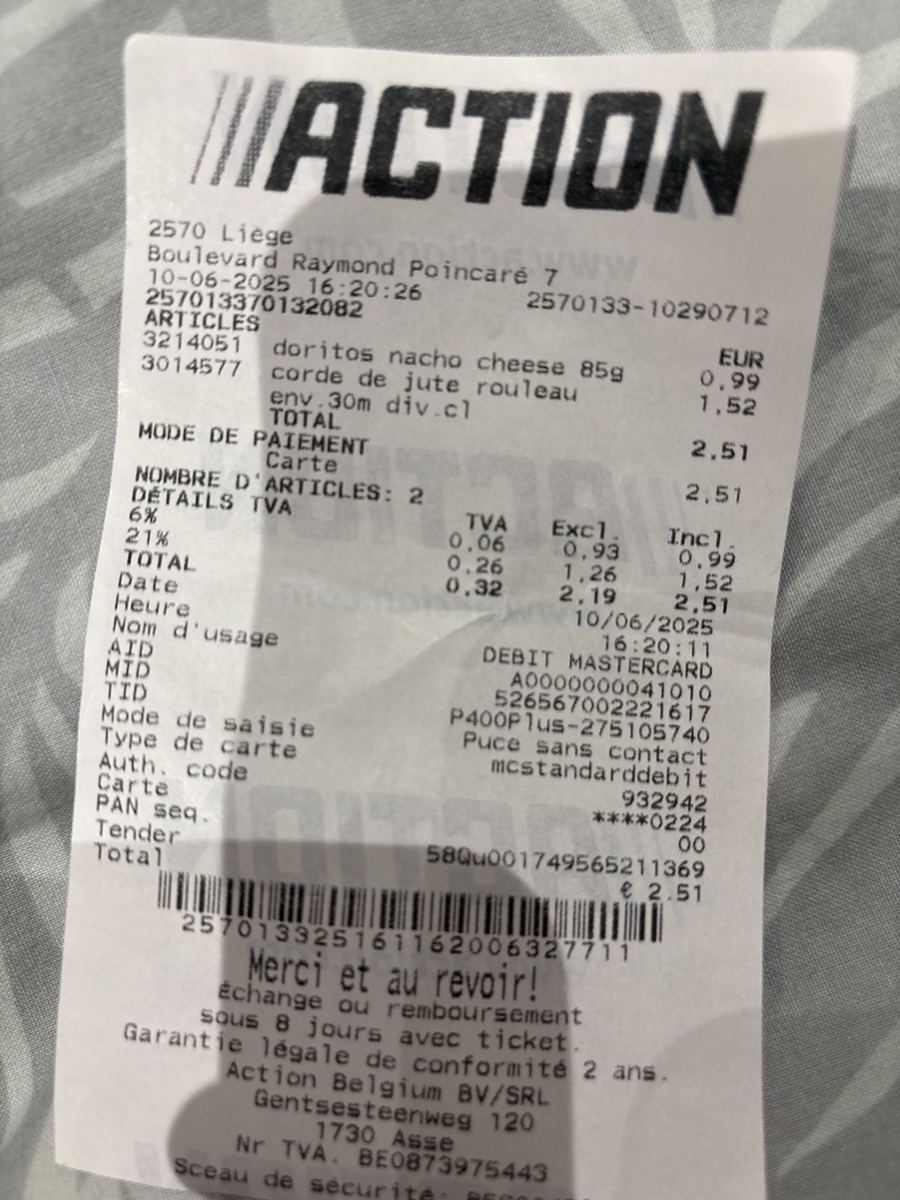 ACTION
2570 Liège
Boulevard Raymond Poincaré 7
10-06-2025 16:20:26 2570133-10290712
257013370132082
ARTICLES EUR
3214051 doritos nacho cheese 85g 0,99
3014577 corde de jute rouleau 1,52
env.30m div.cl
TOTAL 2,51
MODE DE PAIEMENT
Carte 2,51
NOMBRE D'ARTICLES: 2
DÉTAILS TVA TVA Excl. Incl.
6% 0,06 0,93 0,99
21% 0,26 1,26 1,52
TOTAL 0,32 2,19 2,51
Date 10/06/2025
Heure 16:20:11
Nom d'usage DEBIT MASTERCARD
AID A0000000041010
MID 526567002221617
TID P400Plus-275105740
Mode de saisie Puce sans contact
Type de carte mcstandarddebit
Auth. code 932942
Carte ****0224
PAN seq. 00
Tender 58Qu001749565211369
Total € 2.51
257013325161162006327711
Merci et au revoir!
Échange ou remboursement
sous 8 jours avec ticket.
Garantie légale de conformité 2 ans.
Action Belgium BV/SRL
Gentsesteenweg 120
1730 Asse
Nr TVA. BE0873975443
Sceau de sécurité: